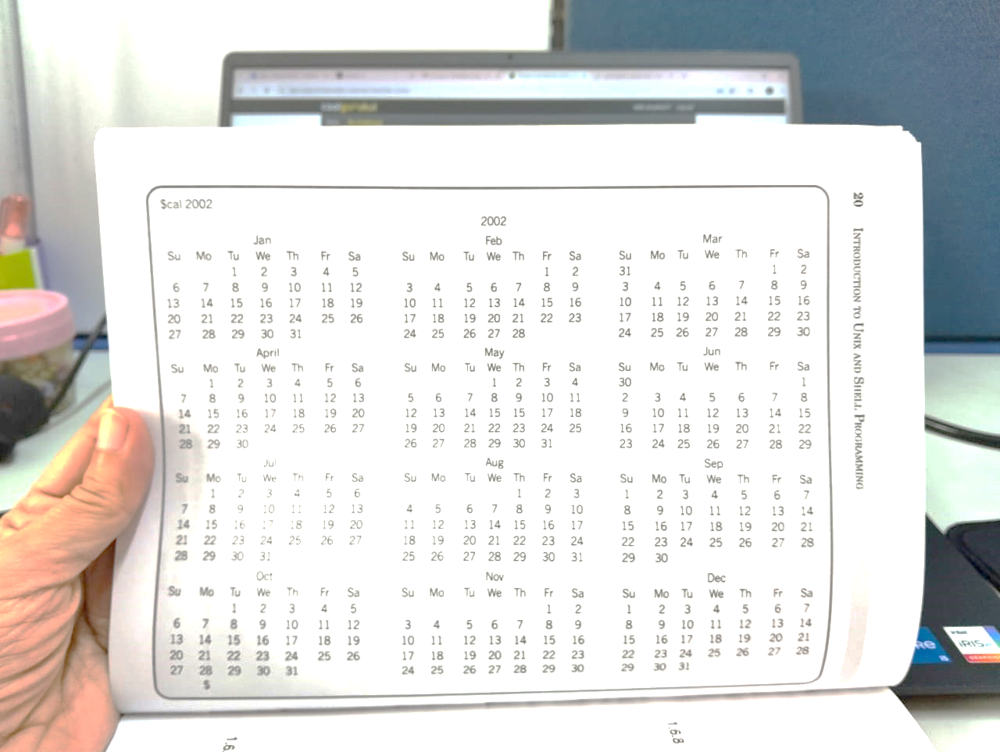 $cal 2002
2002
Jan Feb Mar
Su Mo Tu We Th Fr Sa Su Mo Tu We Th Fr Sa Su Mo Tu We Th Fr Sa
1 2 3 4 5 1 2 31 1 2
6 7 8 9 10 11 12 3 4 5 6 7 8 9 3 4 5 6 7 8 9
13 14 15 16 17 18 19 10 11 12 13 14 15 16 10 11 12 13 14 15 16
20 21 22 23 24 25 26 17 18 19 20 21 22 23 17 18 19 20 21 22 23
27 28 29 30 31 24 25 26 27 28 24 25 26 27 28 29 30
April May Jun
Su Mo Tu We Th Fr Sa Su Mo Tu We Th Fr Sa Su Mo Tu We Th Fr Sa
1 2 3 4 5 6 1 2 3 4 30 1
7 8 9 10 11 12 13 5 6 7 8 9 10 11 2 3 4 5 6 7 8
14 15 16 17 18 19 20 12 13 14 15 15 17 18 9 10 11 12 13 14 15
21 22 23 24 25 26 27 19 20 21 22 23 24 25 16 17 18 19 20 21 22
28 29 30 26 27 28 29 30 31 23 24 25 26 27 28 29
Jul Aug Sep
Su Mo Tu We Th Fr Sa Su Mo Tu We Th Fr Sa Su Mo Tu We Th Fr Sa
1 2 3 4 5 6 1 2 3 1 2 3 4 5 6 7
7 8 9 10 11 12 13 4 5 6 7 8 9 10 8 9 10 11 12 13 14
14 15 16 17 18 19 20 11 12 13 14 15 16 17 15 16 17 18 19 20 21
21 22 23 24 25 26 27 18 19 20 21 22 23 24 22 23 24 25 26 27 28
28 29 30 31 25 26 27 28 29 30 31 29 30
Oct Nov Dec
Su Mo Tu We Th Fr Sa Su Mo Tu We Th Fr Sa Su Mo Tu We Th Fr Sa
1 2 3 4 5 1 2 1 2 3 4 5 6 7
6 7 8 9 10 11 12 3 4 5 6 7 8 9 8 9 10 11 12 13 14
13 14 15 16 17 18 19 10 11 12 13 14 15 16 15 16 17 18 19 20 21
20 21 22 23 24 25 26 17 18 19 20 21 22 23 22 23 24 25 26 27 28
27 28 29 30 31 24 25 26 27 28 29 30 29 30 31
$
20 INTRODUCTION TO UNIX AND SHELL PROGRAMMING
1.6.
1.6.8
iRIS